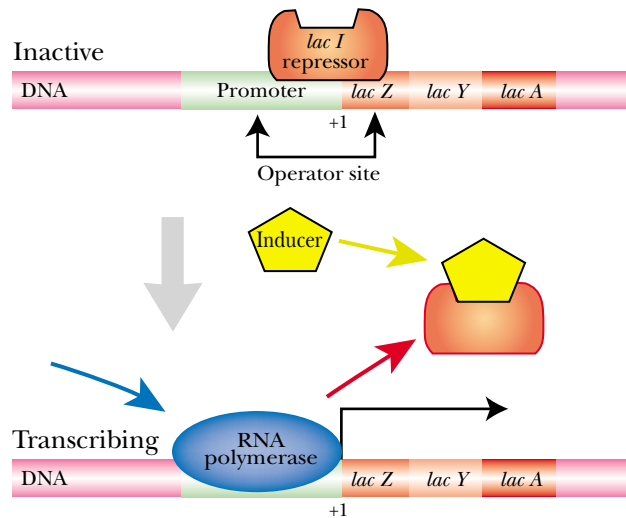 Inactive
lac I
repressor
DNA
Promoter
lac Z
lac Y
lac A
+1
Operator site
Inducer
Transcribing
RNA
polymerase
DNA
lac Z
lac Y
lac A
+1